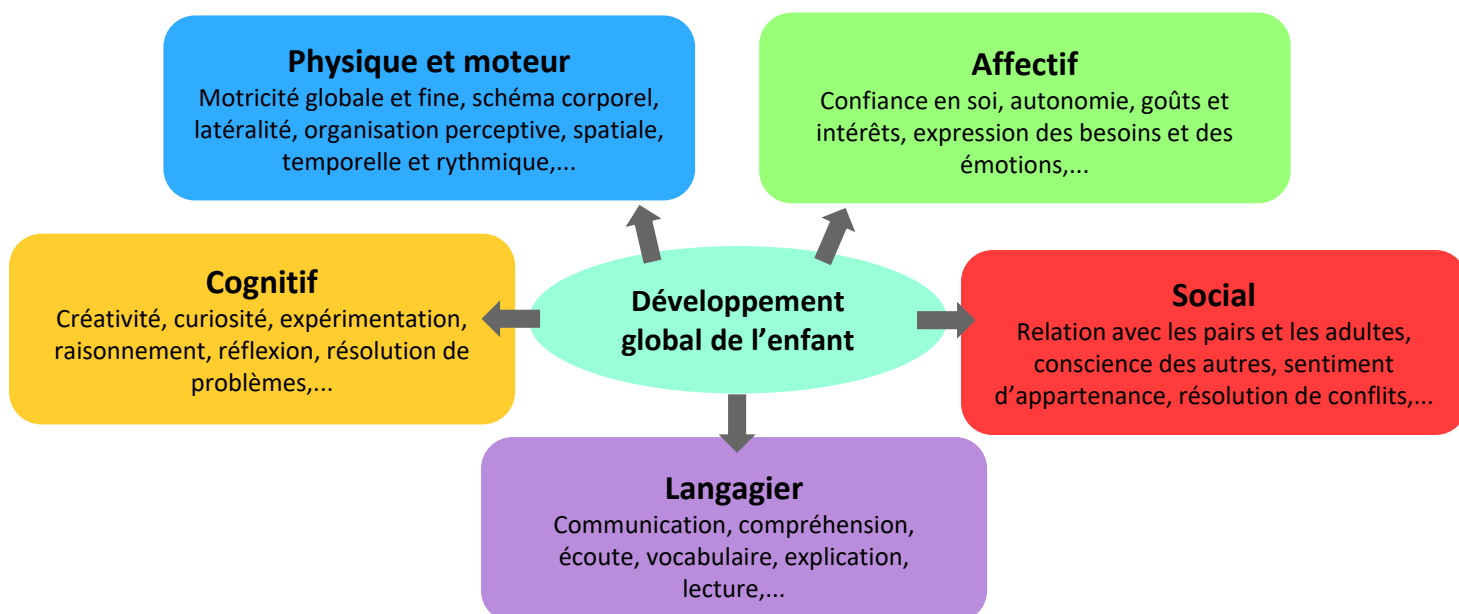 Physique et moteur
Motricité globale et fine, schéma corporel,
latéralité, organisation perceptive, spatiale,
temporelle et rythmique,...
Affectif
Confiance en soi, autonomie, goûts et
intérêts, expression des besoins et des
émotions,...
Cognitif
Créativité, curiosité, expérimentation,
raisonnement, réflexion, résolution de
problèmes,...
Développement
global de l’enfant
Social
Relation avec les pairs et les adultes,
conscience des autres, sentiment
d’appartenance, résolution de conflits,...
Langagier
Communication, compréhension,
écoute, vocabulaire, explication,
lecture,...